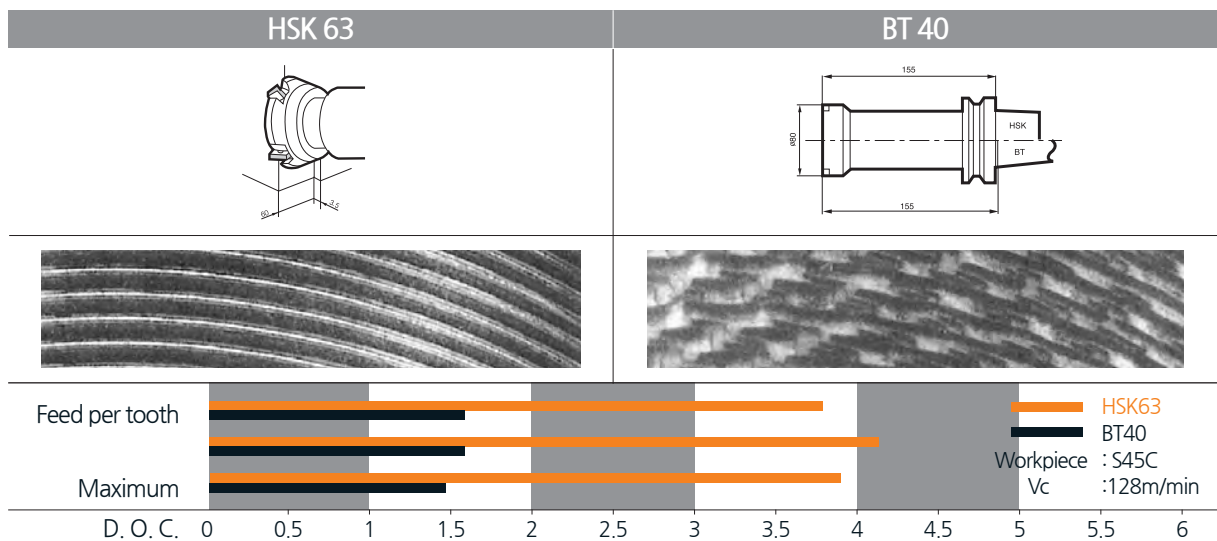 HSK 63
BT 40
60
3.5
155
ø80
HSK
BT
155
Feed per tooth
Maximum
HSK63
BT40
Workpiece : S45C
Vc :128m/min
D. O. C. 0 0.5 1 1.5 2 2.5 3 3.5 4 4.5 5 5.5 6